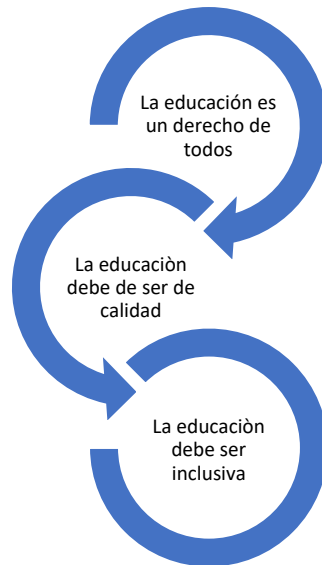 La educación es
un derecho de
todos
La educaciòn
debe de ser de
calidad
La educaciòn
debe ser
inclusiva